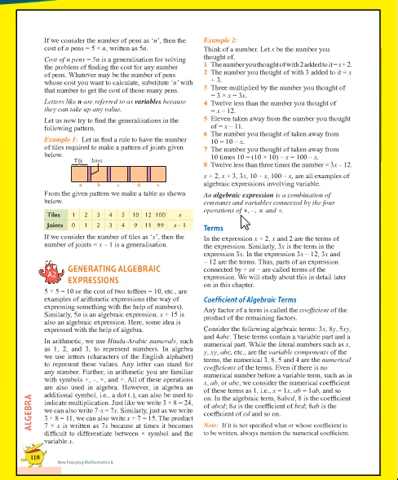 If we consider the number of pens as 'n', then the
cost of n pens = 5 × n, written as 5n.
Cost of n pens = 5n is a generalisation for solving
the problem of finding the cost for any number
of pens. Whatever may be the number of pens
whose cost you want to calculate, substitute 'n' with
that number to get the cost of those many pens.
Letters like n are referred to as variables because
they can take up any value.
Let us now try to find the generalisations in the
following pattern.
Example 1: Let us find a rule to have the number
of tiles required to make a pattern of joints given
below.
Tile Joint
a b c d e
From the given pattern we make a table as shown
below.
Tiles 1 2 3 4 5 10 12 100 x
Joints 0 1 2 3 4 9 11 99 x – 1
If we consider the number of tiles as 'x', then the
number of joints = x – 1 is a generalisation.
GENERATING ALGEBRAIC
EXPRESSIONS
5 + 5 = 10 or the cost of two toffees = 10, etc., are
examples of arithmetic expressions (the way of
expressing something with the help of numbers).
Similarly, 5n is an algebraic expression. x + 15 is
also an algebraic expression. Here, some idea is
expressed with the help of algebra.
In arithmetic, we use Hindu-Arabic numerals, such
as 1, 2, and 3, to represent numbers. In algebra
we use letters (characters of the English alphabet)
to represent these values. Any letter can stand for
any number. Further, in arithmetic you are familiar
with symbols +, –, ×, and ÷. All of these operations
are also used in algebra. However, in algebra an
additional symbol, i.e., a dot (.), can also be used to
indicate multiplication. Just like we write 3 × 8 = 24,
we can also write 7·x = 7x. Similarly, just as we write
3 + 8 = 11, we can also write x + 7 = 15. The product
7 × x is written as 7x because at times it becomes
difficult to differentiate between × symbol and the
variable x.
ALGEBRA
118
New Enjoying Mathematics 6
Example 2:
Think of a number. Let x be the number you
thought of.
1 The number you thought of with 2 added to it = x + 2.
2 The number you thought of with 3 added to it = x
+ 3.
3 Three multiplied by the number you thought of
= 3 × x = 3x.
4 Twelve less than the number you thought of
= x – 12.
5 Eleven taken away from the number you thought
of = x – 11.
6 The number you thought of taken away from
10 = 10 – x.
7 The number you thought of taken away from
10 times 10 = (10 × 10) – x = 100 – x.
8 Twelve less than three times the number = 3x – 12.
x + 2, x + 3, 3x, 10 – x, 100 – x, are all examples of
algebraic expressions involving variable.
An algebraic expression is a combination of
constants and variables connected by the four
operations of +, –, × and ÷.
Terms
In the expression x + 2, x and 2 are the terms of
the expression. Similarly, 3x is the term in the
expression 3x. In the expression 3x – 12, 3x and
– 12 are the terms. Thus, parts of an expression
connected by + or – are called terms of the
expression. We will study about this in detail later
on in this chapter.
Coefficient of Algebraic Terms
Any factor of a term is called the coefficient of the
product of the remaining factors.
Consider the following algebraic terms: 3x, 8y, 5xy,
and 4abc. These terms contain a variable part and a
numerical part. While the literal numbers such as x,
y, xy, abc, etc., are the variable components of the
terms, the numerical 3, 8, 5 and 4 are the numerical
coefficients of the terms. Even if there is no
numerical number before a variable term, such as in
x, ab, or abc, we consider the numerical coefficient
of these terms as 1, i.e., x = 1x, ab = 1ab, and so
on. In the algebraic term, 8abcd, 8 is the coefficient
of abcd; 8a is the coefficient of bcd; 8ab is the
coefficient of cd and so on.
Note: If it is not specified what or whose coefficient is
to be written, always mention the numerical coefficient.